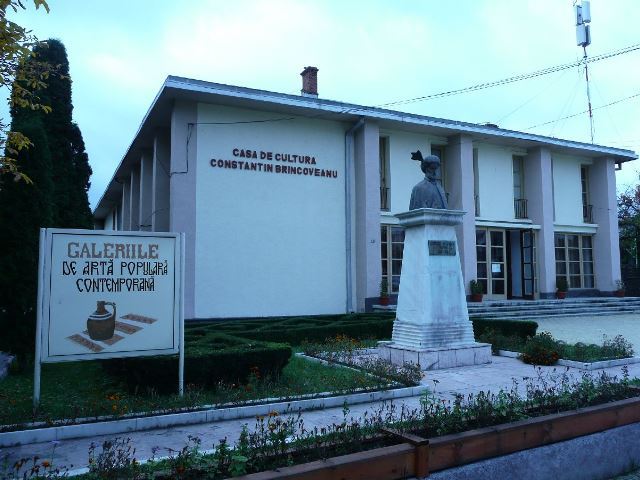 CASA DE CULTURA
CONSTANTIN BRINCOVEANU
GALERIILE
DE ARTĂ POPULARĂ
CONTEMPORANĂ